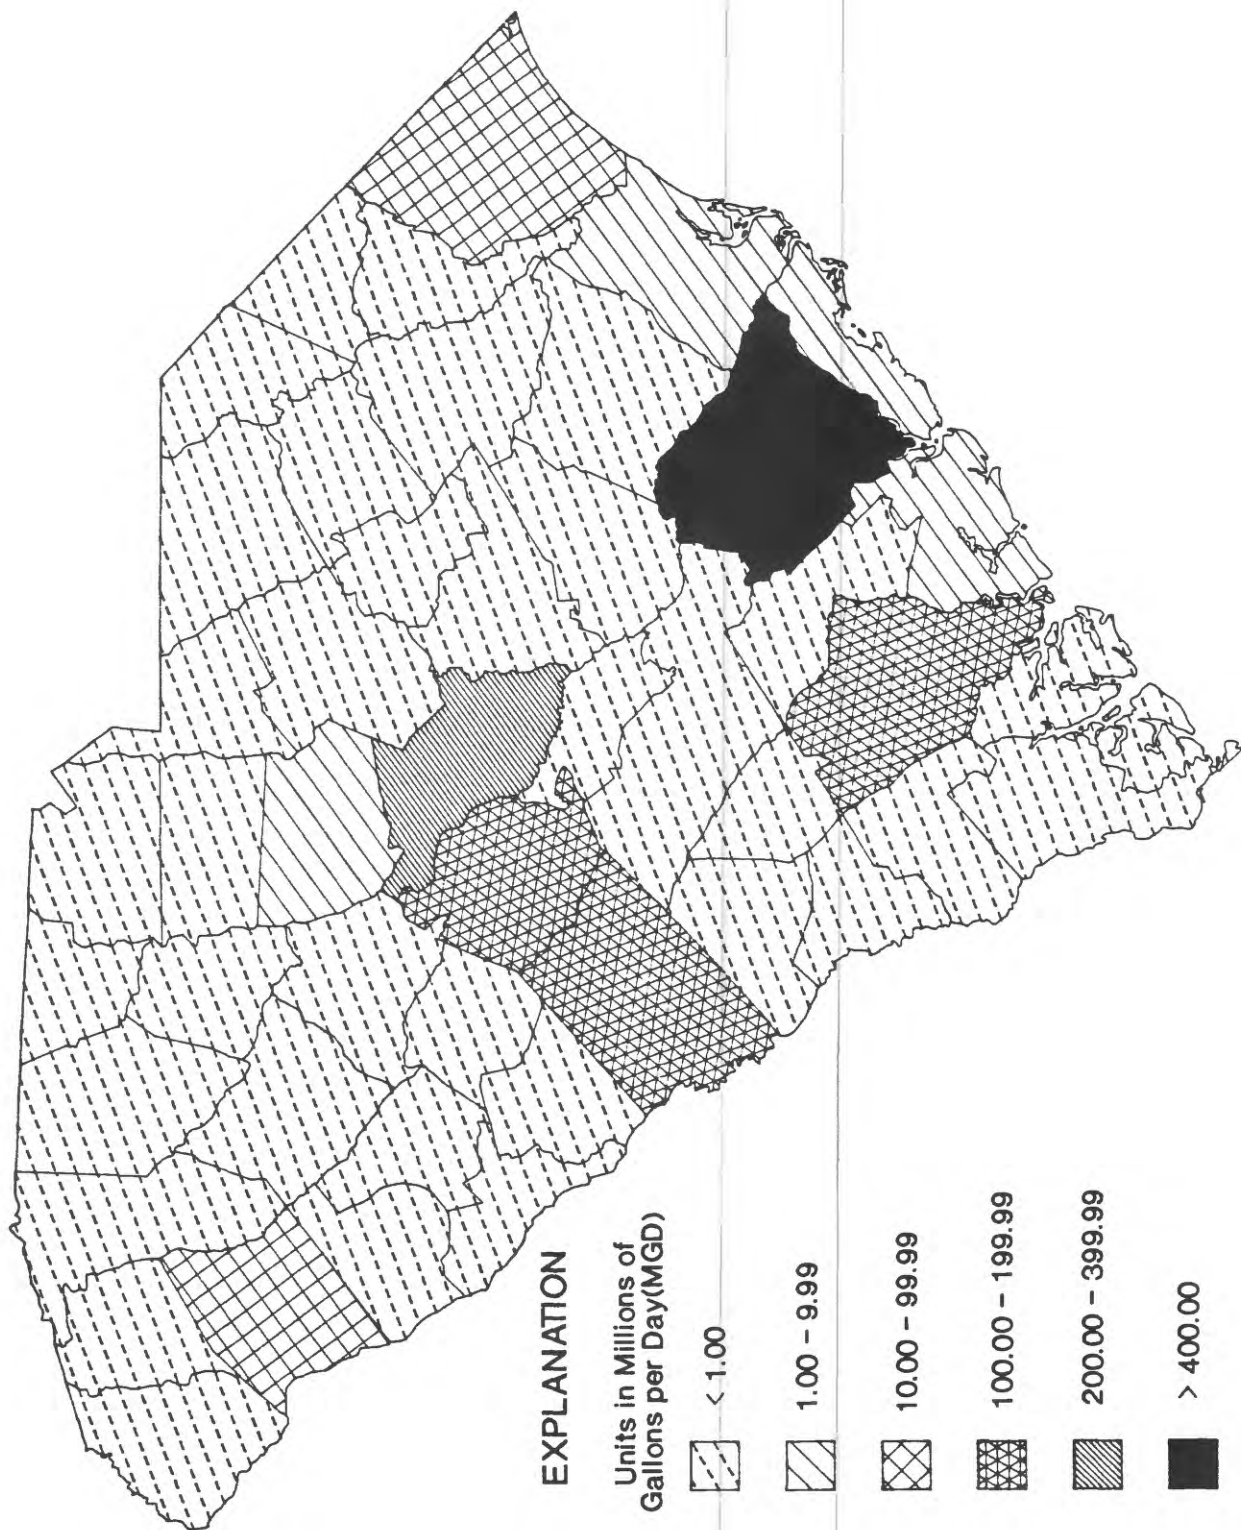 EXPLANATION
Units in Millions of
Gallons per Day(MGD)
< 1.00
1.00 – 9.99
10.00 – 99.99
100.00 – 199.99
200.00 – 399.99
> 400.00